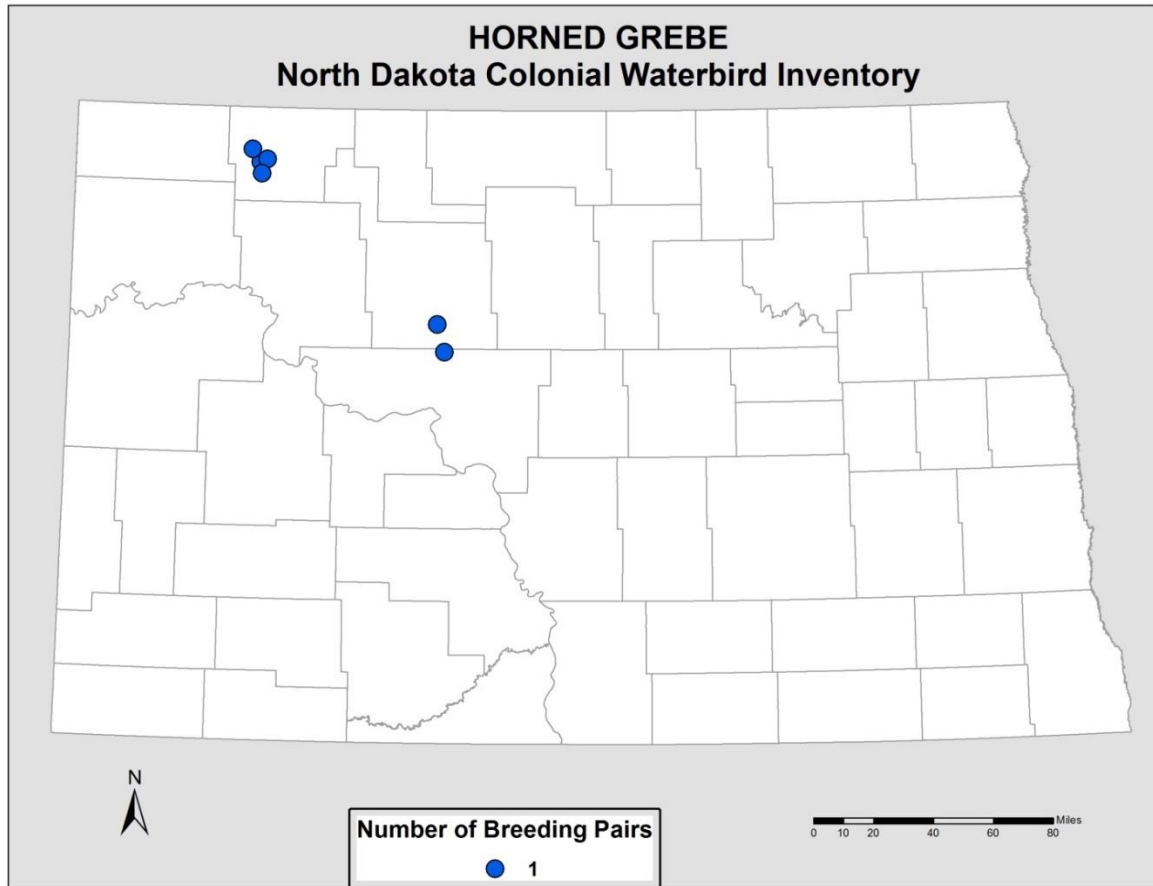 HORNED GREBE
North Dakota Colonial Waterbird Inventory
N
Number of Breeding Pairs
1
Miles
0 10 20 40 60 80